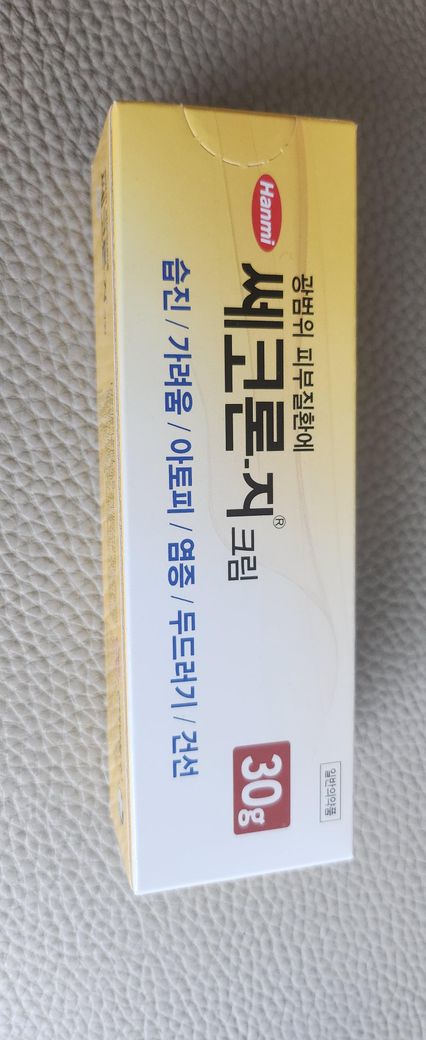 Hanmi
광범위 피부질환에
쎄코론-지® 크림
습진 / 가려움 / 아토피 / 염증 / 두드러기 / 건선
일반의약품
30g